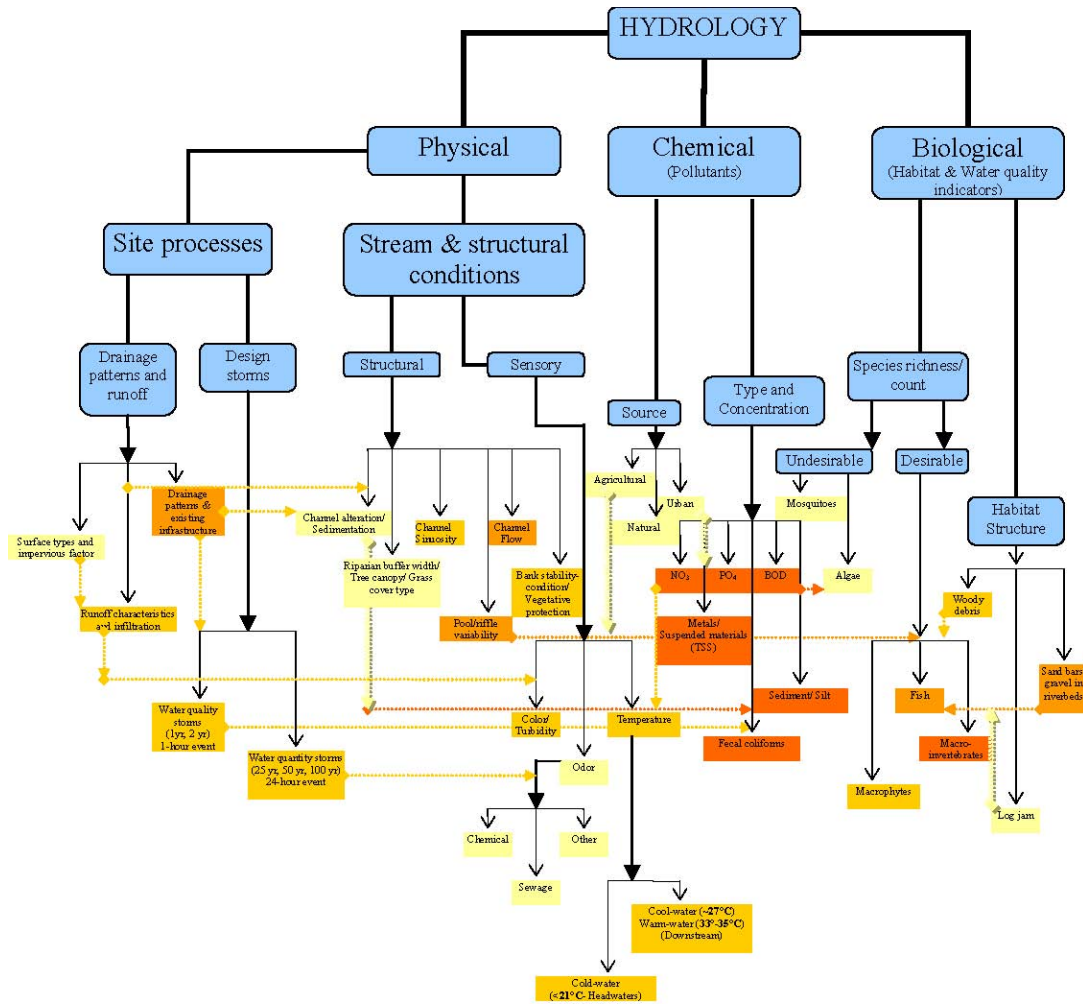 HYDROLOGY
Physical
Chemical
(Pollutants)
Biological
(Habitat & Water quality
indicators)
Site processes
Stream & structural
conditions
Drainage
patterns and
runoff
Design
storms
Structural
Sensory
Source
Type and
Concentration
Species richness/
count
Undesirable
Desirable
Habitat
Structure
Surface types and
impervious factor
Drainage
patterns &
existing
infrastructure
Runoff characteristics
and infiltration
Channel alteration/
Sedimentation
Riparian buffer width/
Tree canopy/ Grass
cover type
Channel
Sinuosity
Channel
Flow
Pool/riffle
variability
Bank stability-
condition/
Vegetative
protection
Agricultural
Natural
Urban
NO₃
PO₄
BOD
Metals/
Suspended materials
(TSS)
Sediment/ Silt
Fecal coliforms
Mosquitoes
Algae
Woody
debris
Sand bars
gravel in
riverbeds
Fish
Macro-
invertebrates
Macrophytes
Log jam
Water quality
storms
(1yr, 2 yr)
1-hour event
Water quantity storms
(25 yr, 50 yr, 100 yr)
24-hour event
Color/
Turbidity
Temperature
Odor
Chemical
Other
Sewage
Cool-water (~27°C)
Warm-water (33°-35°C)
(Downstream)
Cold-water
(<21°C- Headwaters)